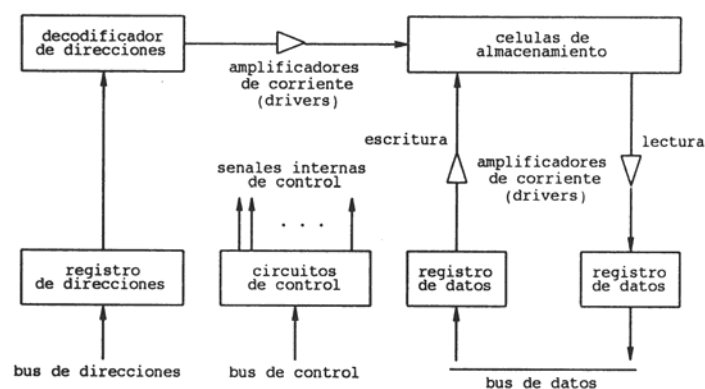 decodificador
de direcciones
amplificadores
de corriente
(drivers)
celulas de
almacenamiento
escritura
lectura
amplificadores
de corriente
(drivers)
senales internas
de control
. . .
registro
de direcciones
circuitos
de control
registro
de datos
registro
de datos
bus de direcciones
bus de control
bus de datos